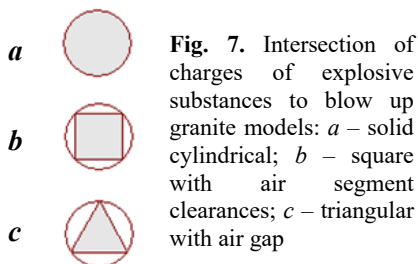 a
b
c
Fig. 7. Intersection of
charges of explosive
substances to blow up
granite models: a – solid
cylindrical; b – square
with air segment
clearances; c – triangular
with air gap